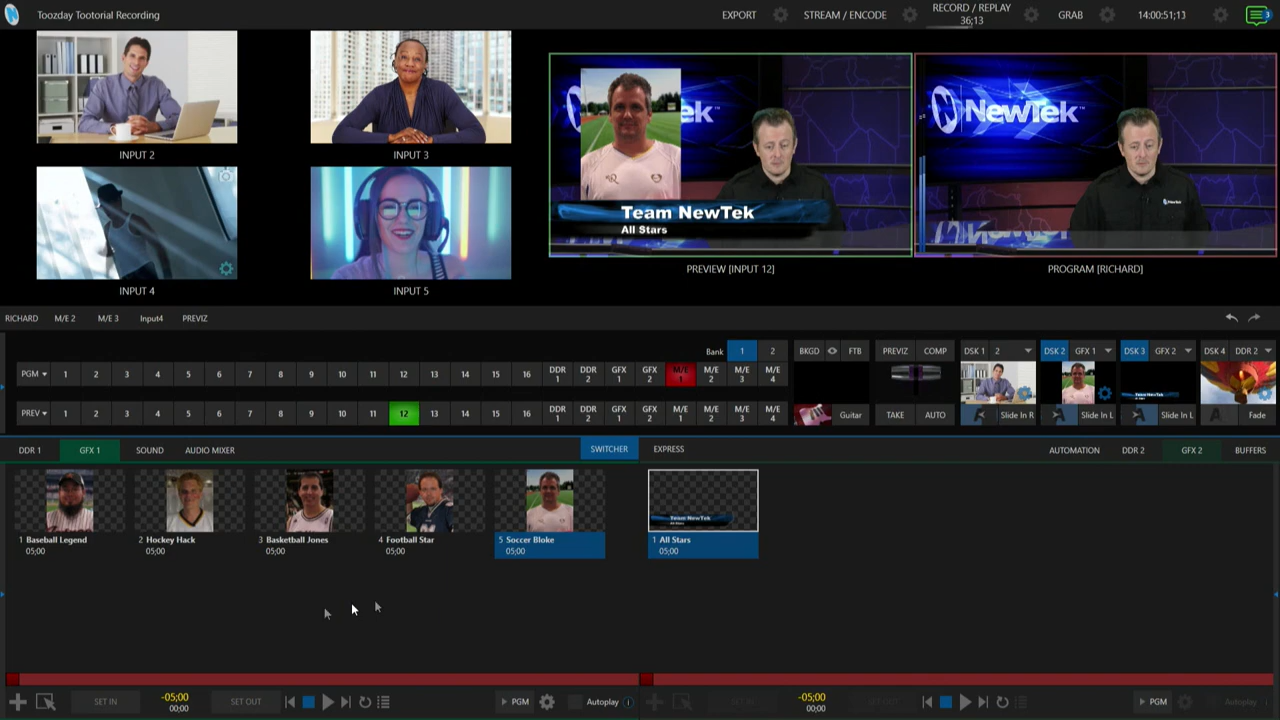 Toozday Tootorial Recording
EXPORT
STREAM / ENCODE
RECORD / REPLAY
36;13
GRAB
14:00:51;13
3
INPUT 2
INPUT 3
INPUT 4
INPUT 5
Team NewTek
All Stars
NewTek
PREVIEW [INPUT 12]
PROGRAM [RICHARD]
RICHARD M/E 2 M/E 3 Input4 PREVIZ
Bank 1 2
BKGD FTB
PREVIZ COMP
DSK 1 2
DSK 2 GFX 1
DSK 3 GFX 2
DSK 4 DDR 2
PGM 1 2 3 4 5 6 7 8 9 10 11 12 13 14 15 16 DDR 1 DDR 2 GFX 1 GFX 2 M/E 1 M/E 2 M/E 3 M/E 4
PREV 1 2 3 4 5 6 7 8 9 10 11 12 13 14 15 16 DDR 1 DDR 2 GFX 1 GFX 2 M/E 1 M/E 2 M/E 3 M/E 4
Guitar TAKE AUTO Slide In R Slide In L Slide In L Fade
DDR 1 GFX 1 SOUND AUDIO MIXER SWITCHER EXPRESS AUTOMATION DDR 2 GFX 2 BUFFERS
Team NewTek
1 Baseball Legend
05;00
2 Hockey Hack
05;00
3 Basketball Jones
05;00
4 Football Star
05;00
5 Soccer Bloke
05;00
1 All Stars
05;00
SET IN
-05;00
00;00
SET OUT
PGM
Autoplay
SET IN
-05;00
00;00
SET OUT
PGM
Autoplay